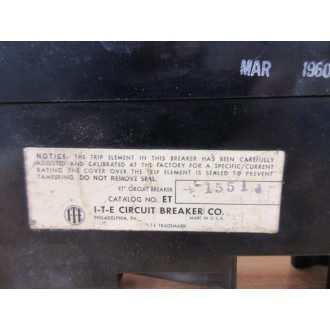 MAR 1960
NOTICE: THE TRIP ELEMENT IN THIS BREAKER HAS BEEN CAREFULLY
ADJUSTED AND CALIBRATED AT THE FACTORY FOR A SPECIFIC CURRENT
RATING. THE COVER OVER THE TRIP ELEMENT IS SEALED TO PREVENT
TAMPERING. DO NOT REMOVE SEAL.
ET CIRCUIT BREAKER
CATALOG NO. ET
I-T-E CIRCUIT BREAKER CO.
PHILADELPHIA, PA. MADE IN U.S.A.
TRADEMARK